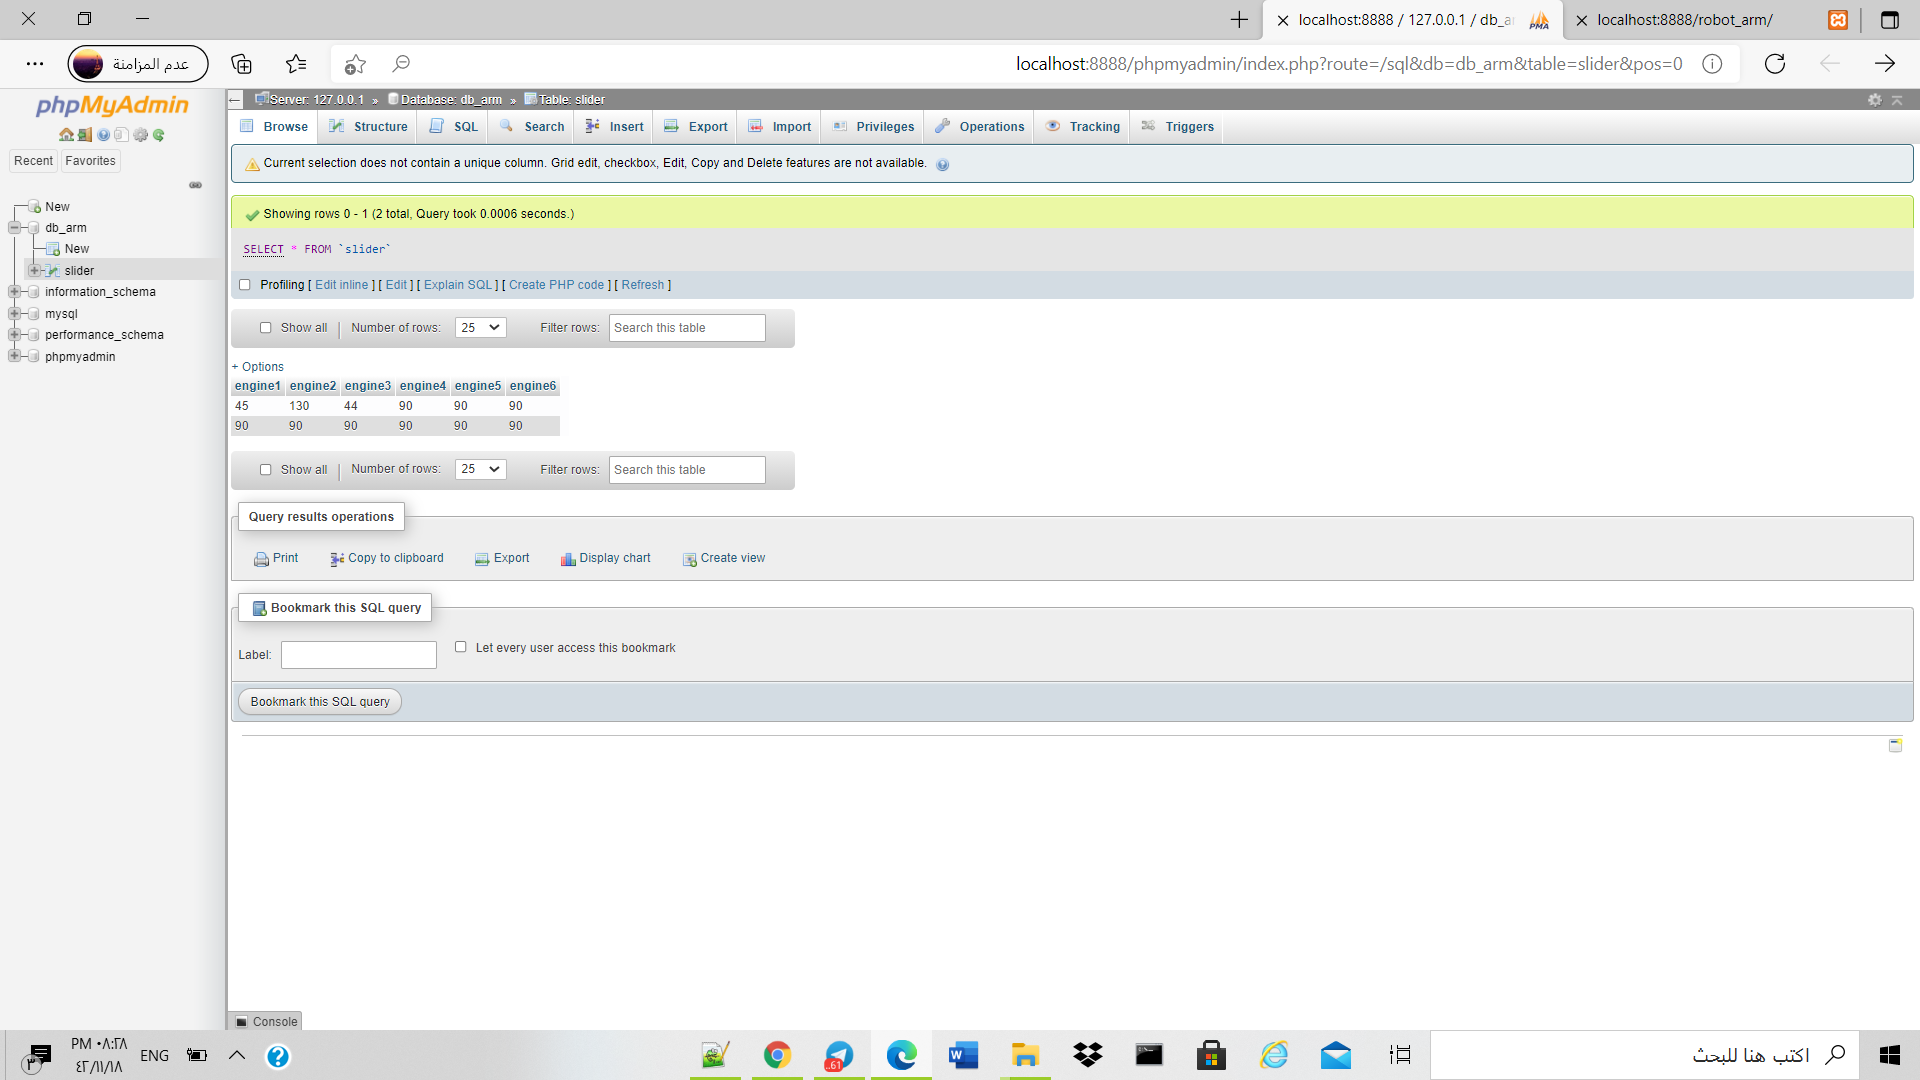 localhost:8888 / 127.0.0.1 / db_a
localhost:8888/robot_arm/
عدم المزامنة
localhost:8888/phpmyadmin/index.php?route=/sql&db=db_arm&table=slider&pos=0
phpMyAdmin
Recent
Favorites
New
db_arm
New
slider
information_schema
mysql
performance_schema
phpmyadmin
Server: 127.0.0.1 » Database: db_arm » Table: slider
Browse Structure SQL Search Insert Export Import Privileges Operations Tracking Triggers
Current selection does not contain a unique column. Grid edit, checkbox, Edit, Copy and Delete features are not available.
Showing rows 0 - 1 (2 total, Query took 0.0006 seconds.)
SELECT * FROM `slider`
Profiling [ Edit inline ] [ Edit ] [ Explain SQL ] [ Create PHP code ] [ Refresh ]
Show all | Number of rows: 25 Filter rows: Search this table
+ Options
engine1 engine2 engine3 engine4 engine5 engine6
45 130 44 90 90 90
90 90 90 90 90 90
Show all | Number of rows: 25 Filter rows: Search this table
Query results operations
Print Copy to clipboard Export Display chart Create view
Bookmark this SQL query
Label: Let every user access this bookmark
Bookmark this SQL query
Console
PM ٠٨:٢٨
٤٢/١١/١٨
ENG
..61
اكتب هنا للبحث